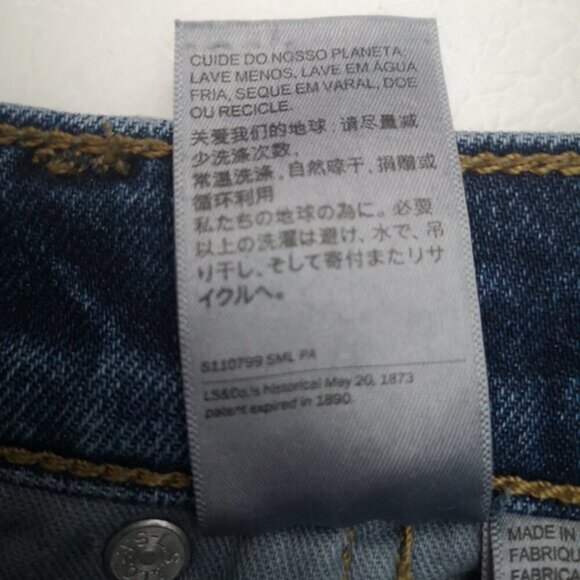 CUIDE DO NOSSO PLANETA:
LAVE MENOS, LAVE EM ÁGUA
FRIA, SEQUE EM VARAL, DOE
OU RECICLE.
关爱我们的地球：请尽量减
少洗涤次数，
常温洗涤、自然晾干、捐赠或
循环利用
私たちの地球の為に。必要
以上の洗濯は避け、水で、吊
り干し、そして寄付またリサ
イクルへ。
S110799 5ML PA
LS&Co.'s historical May 20, 1873
patent expired in 1890.
MADE IN
FABRIQU
FABRICA